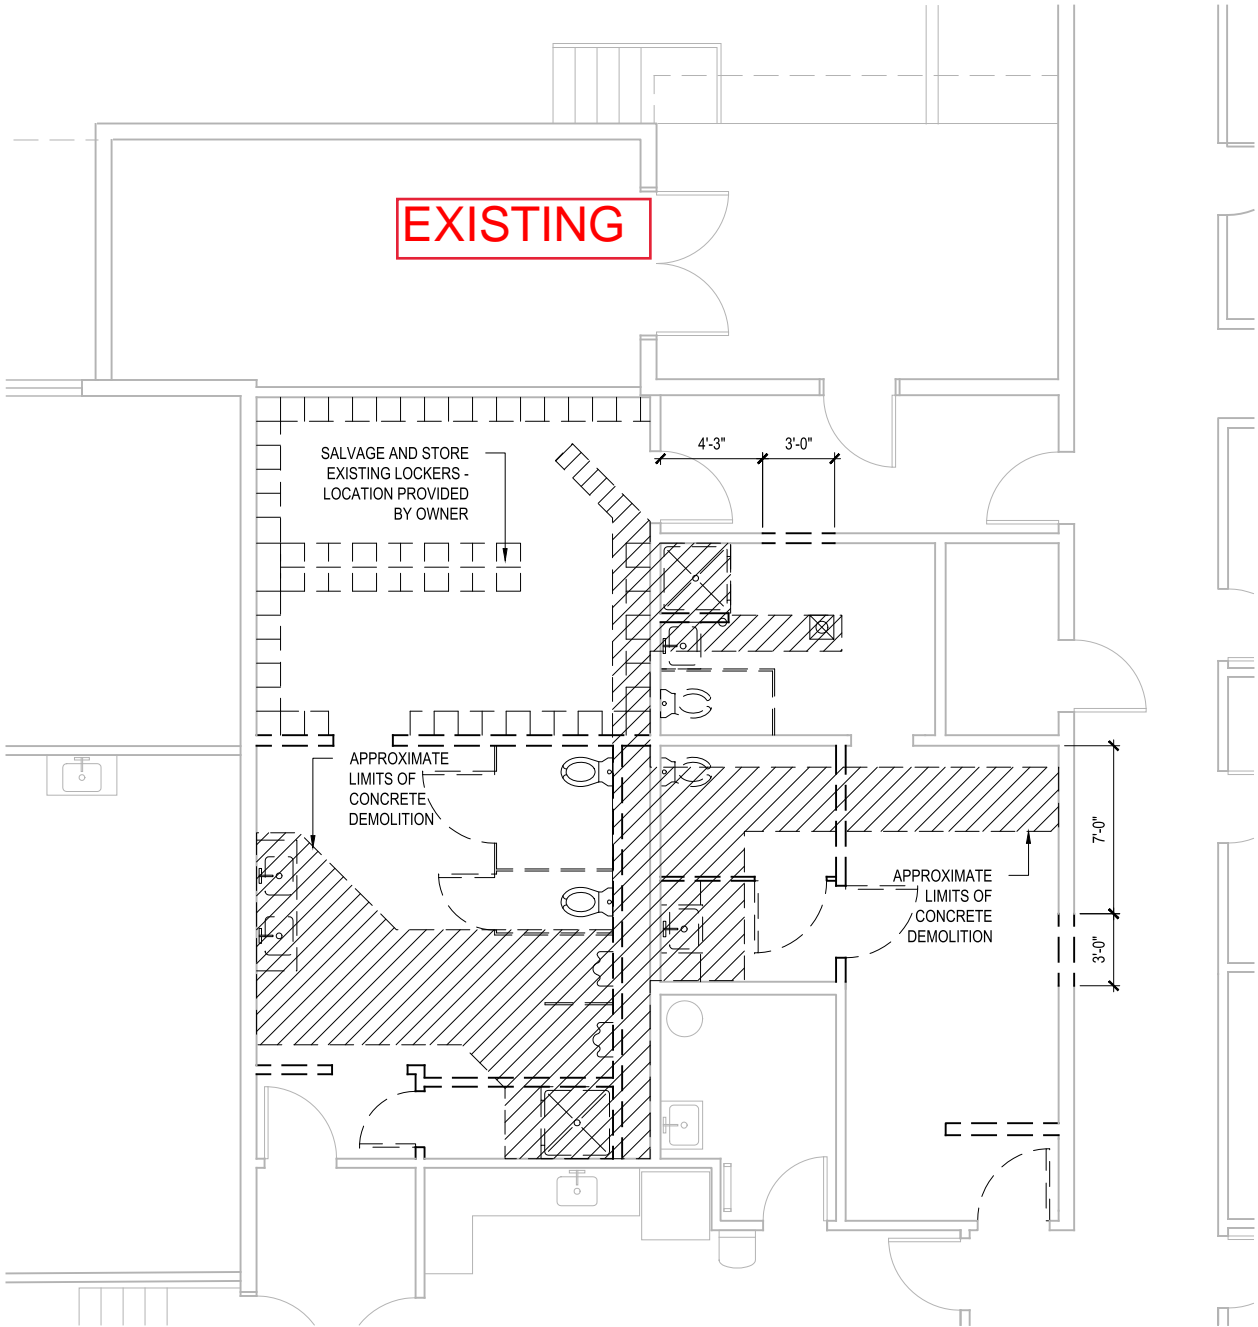 EXISTING
4'-3"
3'-0"
SALVAGE AND STORE
EXISTING LOCKERS -
LOCATION PROVIDED
BY OWNER
APPROXIMATE
LIMITS OF
CONCRETE
DEMOLITION
7'-0"
APPROXIMATE
LIMITS OF
CONCRETE
DEMOLITION
3'-0"